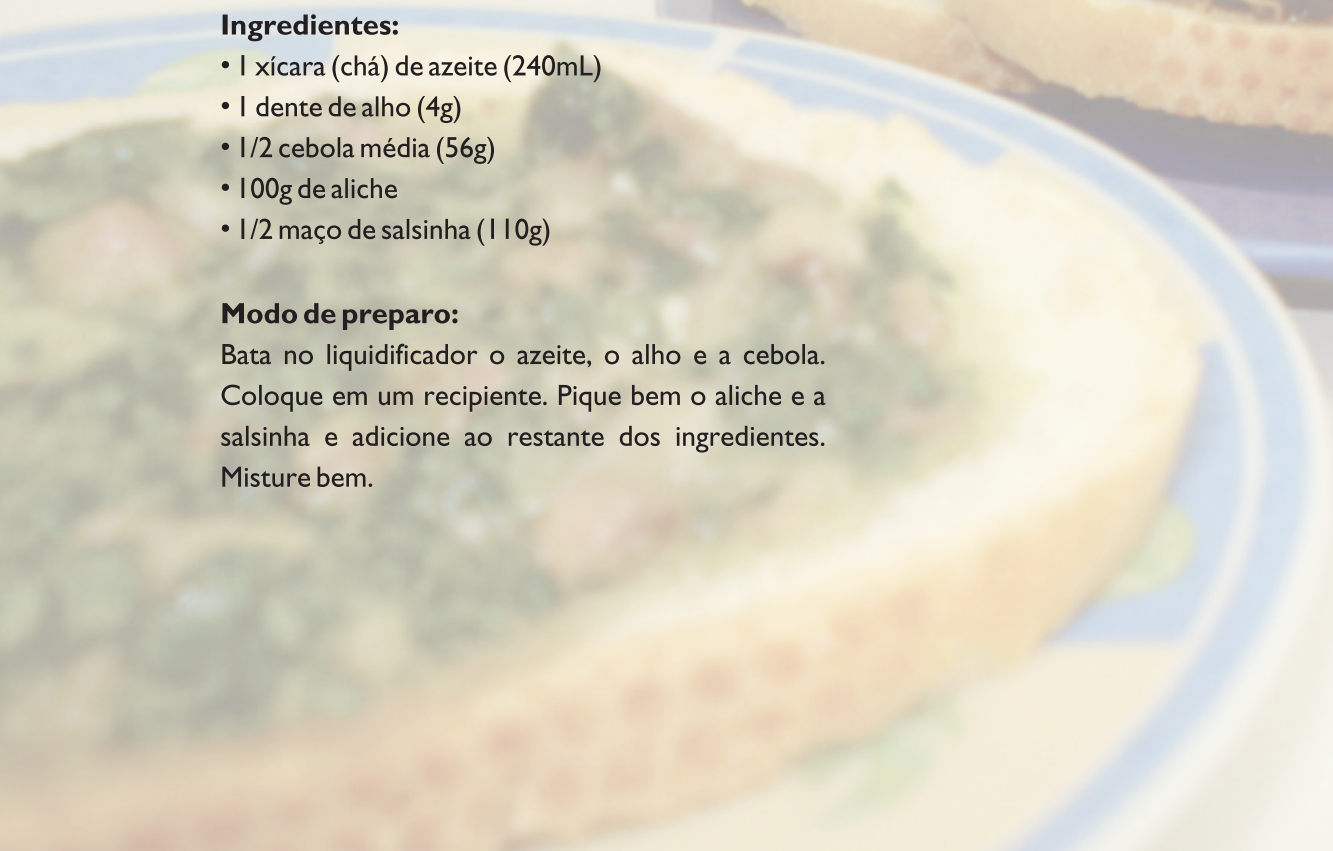 Ingredientes:
• 1 xícara (chá) de azeite (240mL)
• 1 dente de alho (4g)
• 1/2 cebola média (56g)
• 100g de aliche
• 1/2 maço de salsinha (110g)
Modo de preparo:
Bata no liquidificador o azeite, o alho e a cebola.
Coloque em um recipiente. Pique bem o aliche e a
salsinha e adicione ao restante dos ingredientes.
Misture bem.